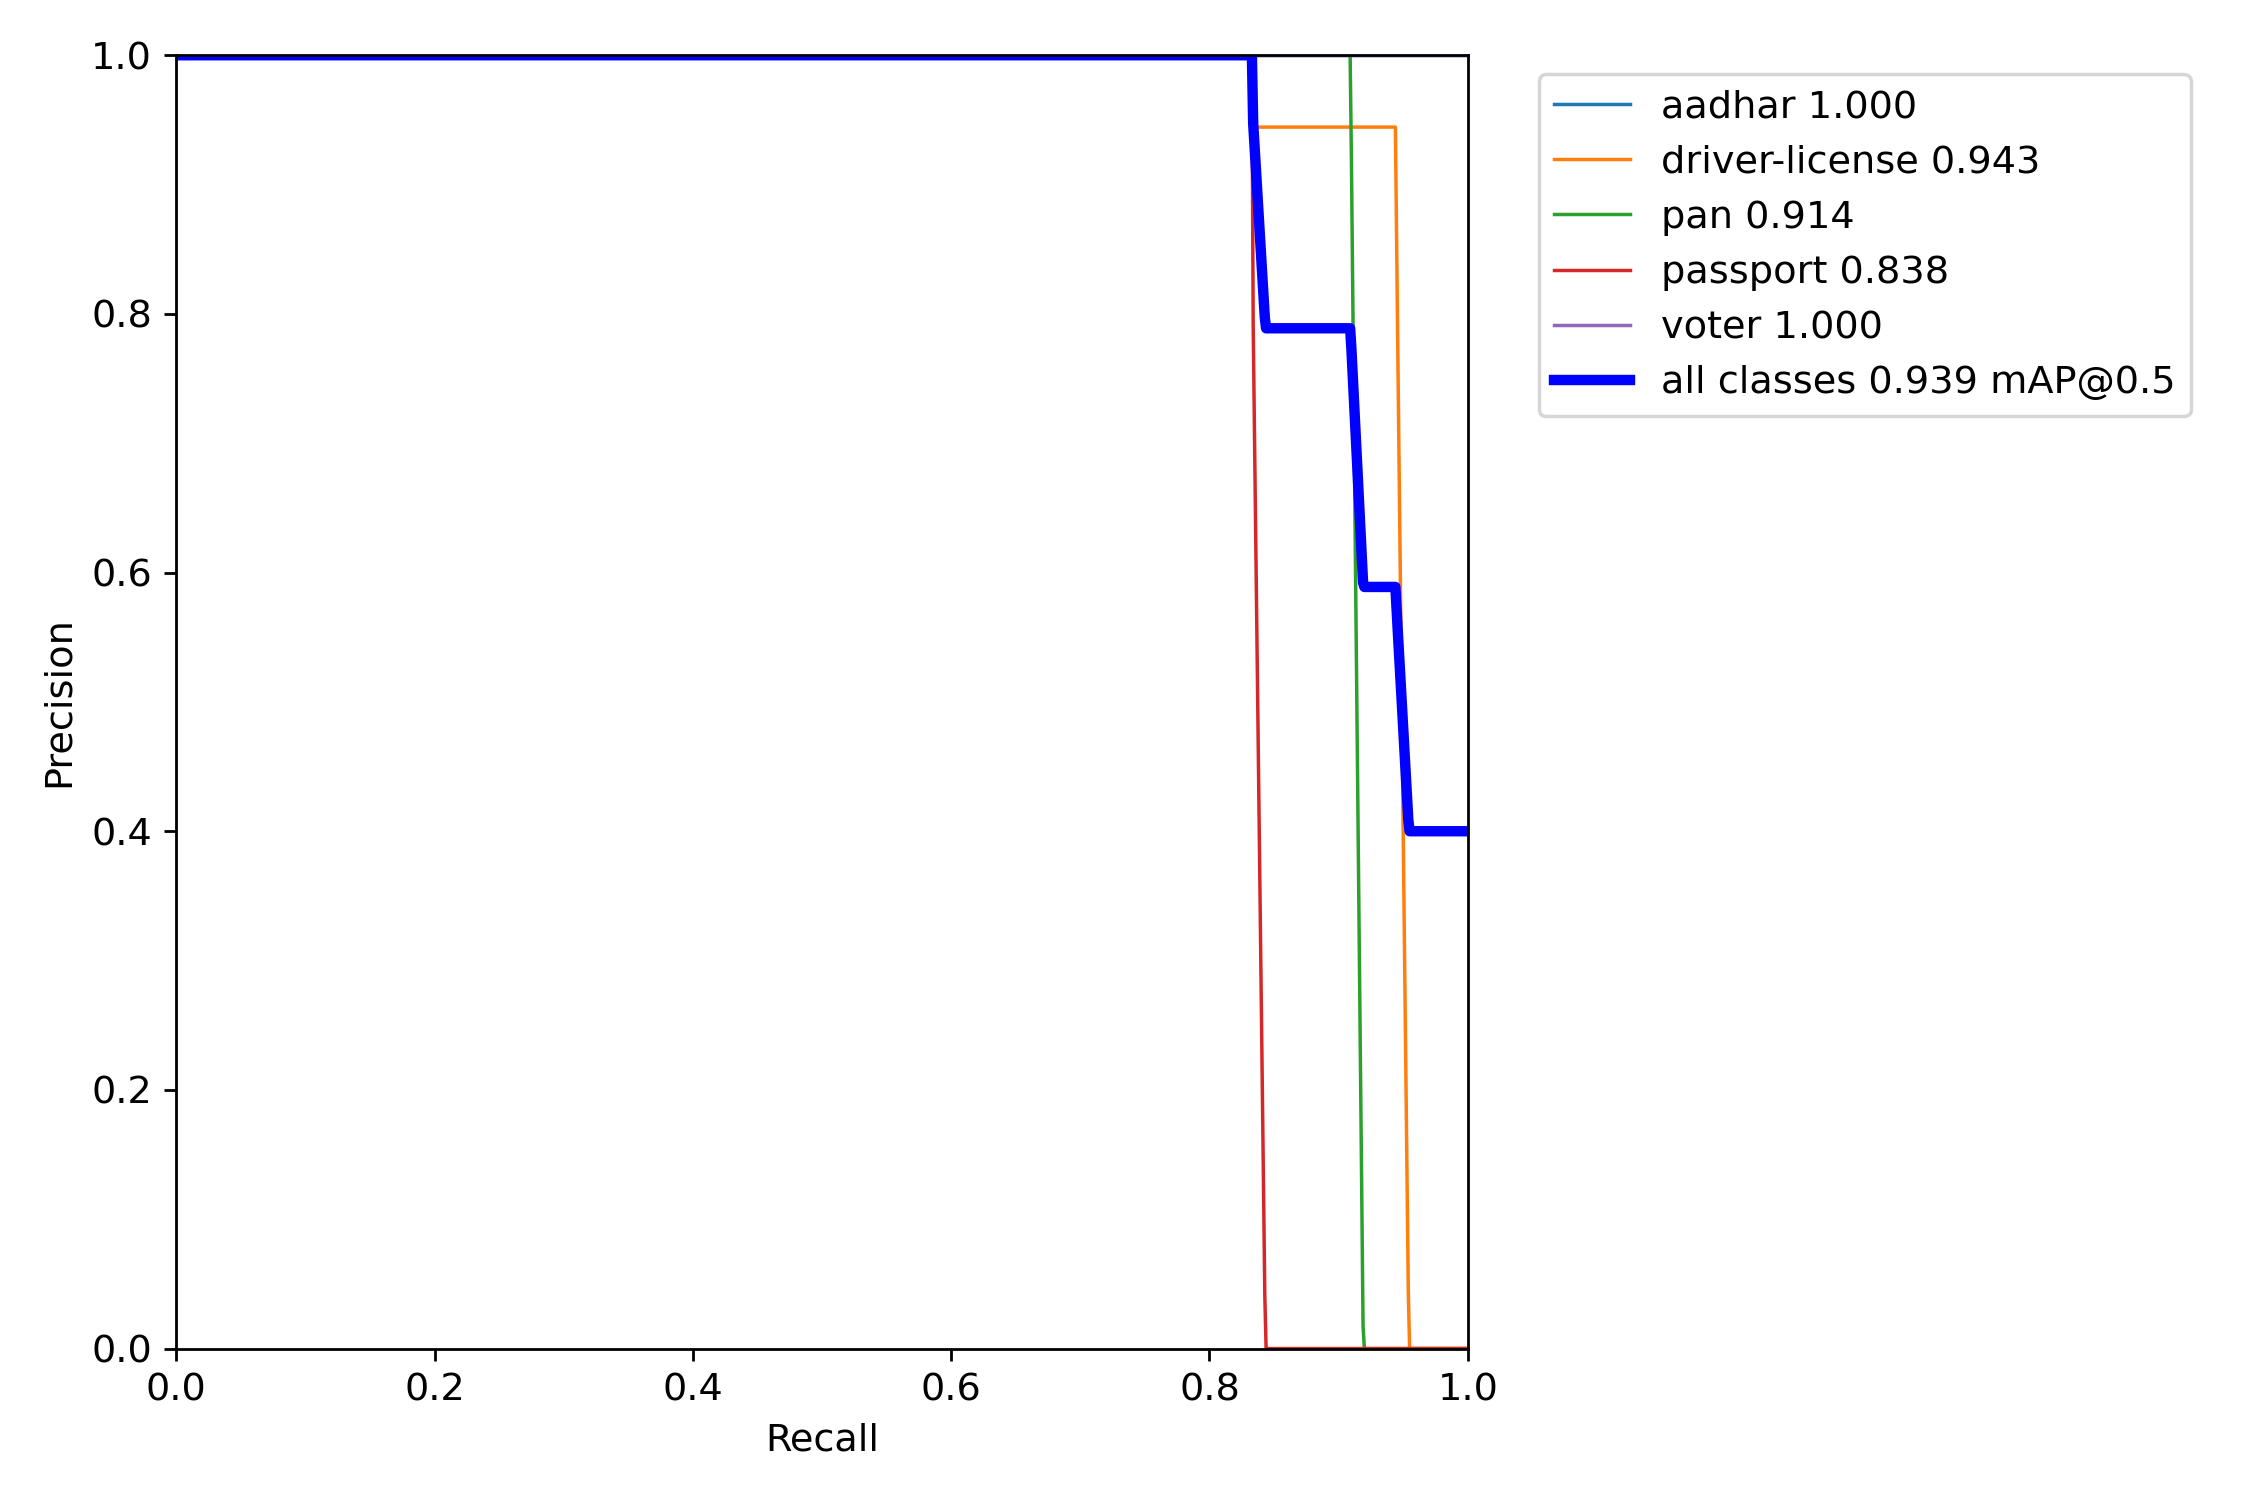 1.0
0.8
0.6
0.4
0.2
0.0
Precision
0.0 0.2 0.4 0.6 0.8 1.0
Recall
aadhar 1.000
driver-license 0.943
pan 0.914
passport 0.838
voter 1.000
all classes 0.939 mAP@0.5